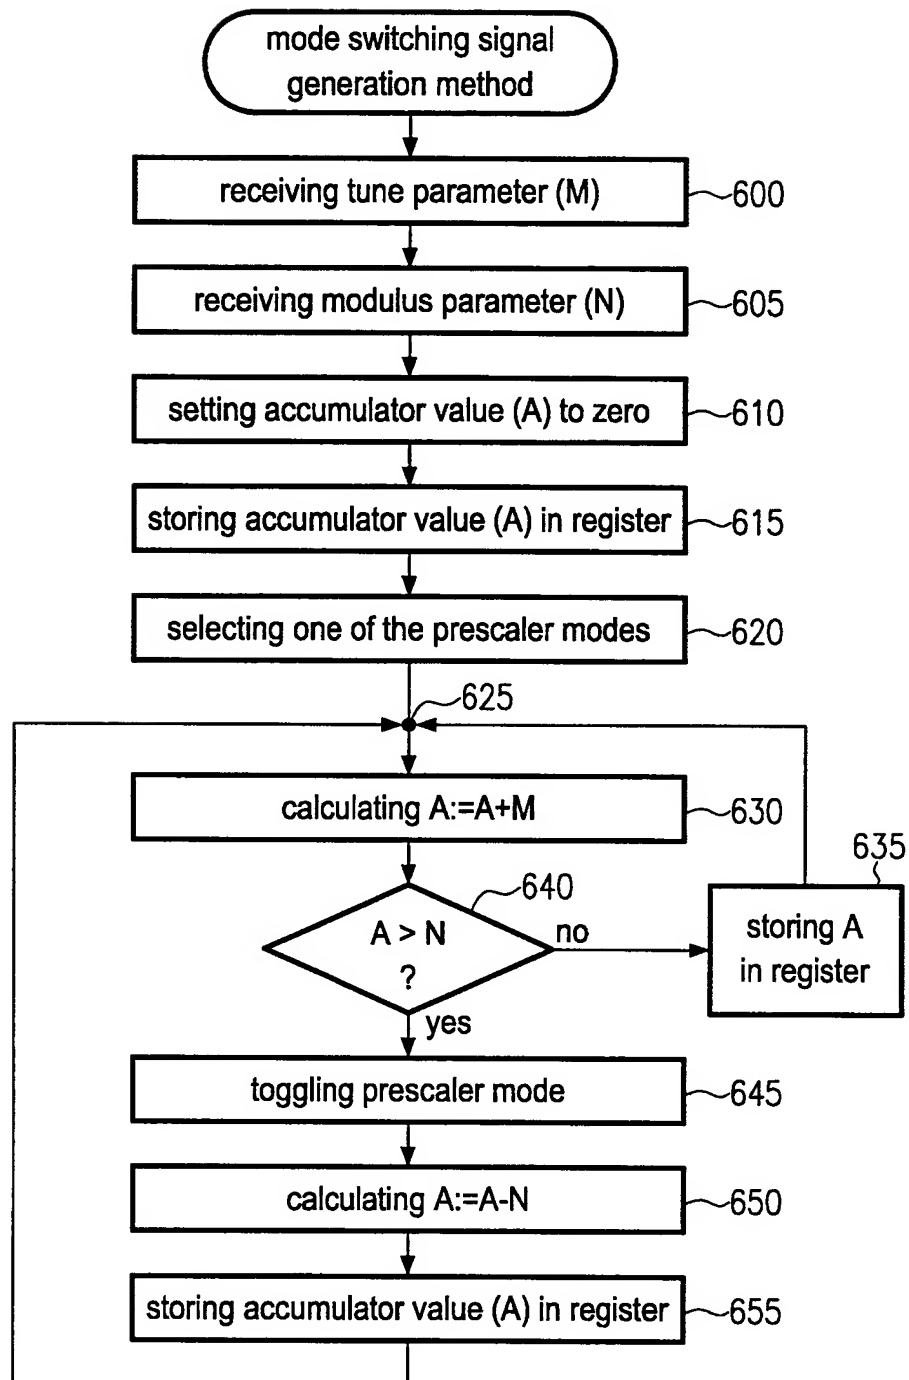 mode switching signal
generation method
receiving tune parameter (M)
600
receiving modulus parameter (N)
605
setting accumulator value (A) to zero
610
storing accumulator value (A) in register
615
selecting one of the prescaler modes
620
625
calculating A:=A+M
630
635
640
A > N
?
no
storing A
in register
yes
toggling prescaler mode
645
calculating A:=A-N
650
storing accumulator value (A) in register
655